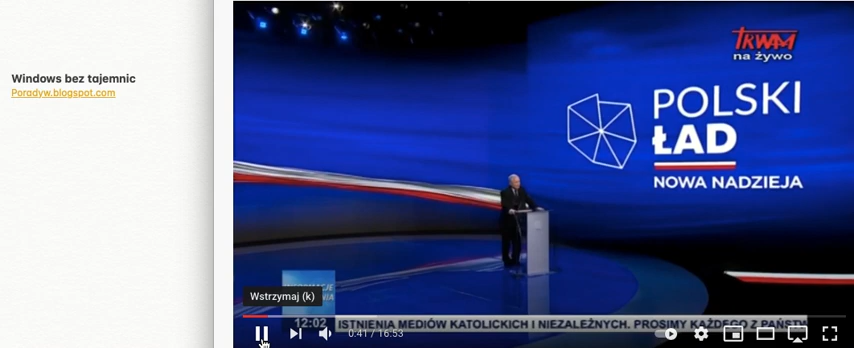 Windows bez tajemnic
Poradyw.blogspot.com
TRWAM
na żywo
POLSKI
ŁAD
NOWA NADZIEJA
Wstrzymaj (k)
12:02
ISTNIENIA MEDIÓW KATOLICKICH I NIEZALEŻNYCH. PROSIMY KAŻDEGO Z PAŃSTW
0:41 / 16:53